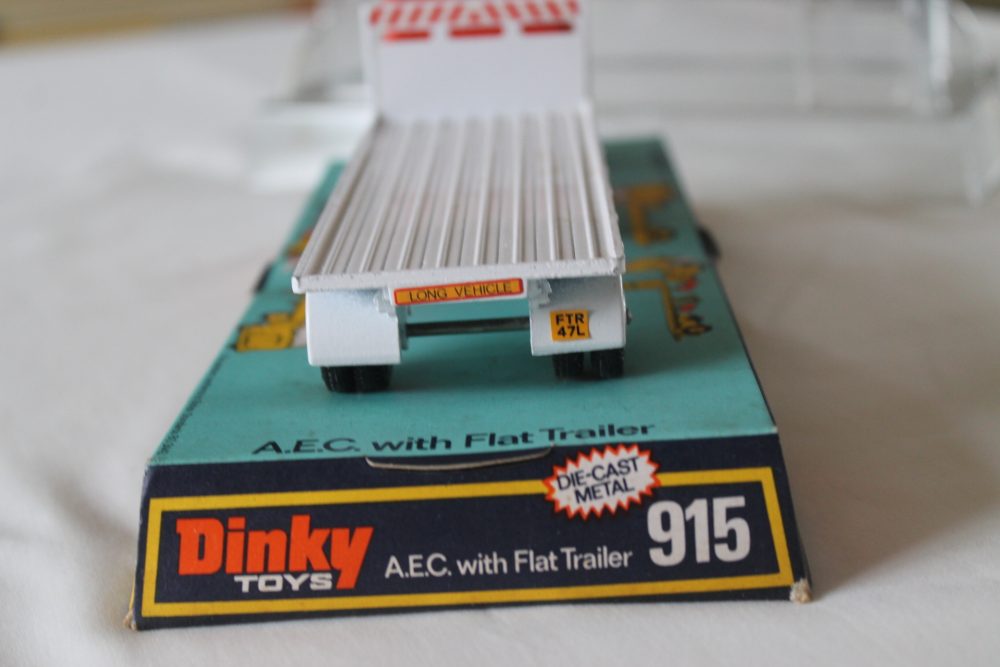 LONG VEHICLE
FTR
47L
A.E.C. with Flat Trailer
DIE-CAST
METAL
Dinky
TOYS
A.E.C. with Flat Trailer
915